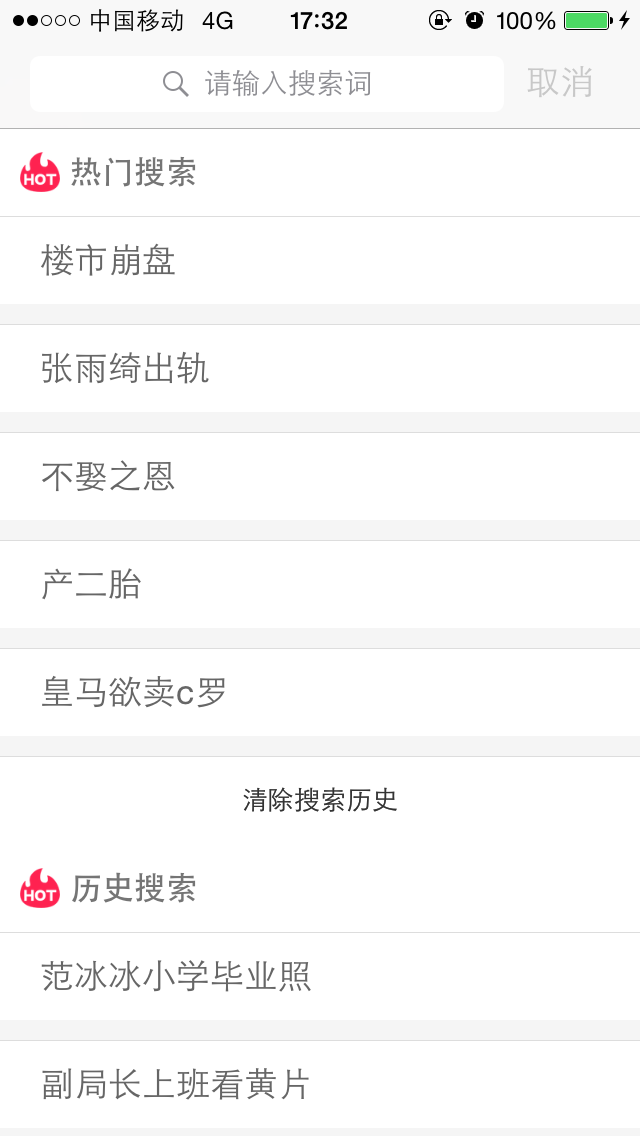 中国移动 4G 17:32 100%
请输入搜索词 取消
HOT 热门搜索
楼市崩盘
张雨绮出轨
不娶之恩
产二胎
皇马欲卖c罗
清除搜索历史
HOT 历史搜索
范冰冰小学毕业照
副局长上班看黄片